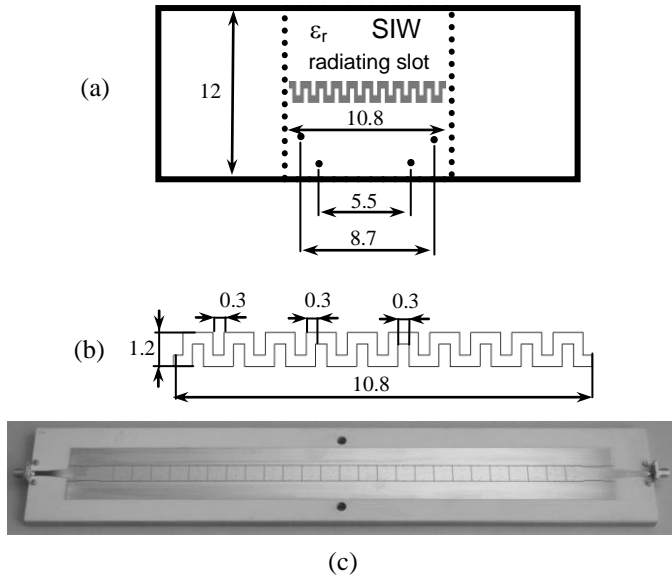 εr SIW
radiating slot
(a)
12
10.8
5.5
8.7
0.3 0.3 0.3
(b)
1.2
10.8
(c)